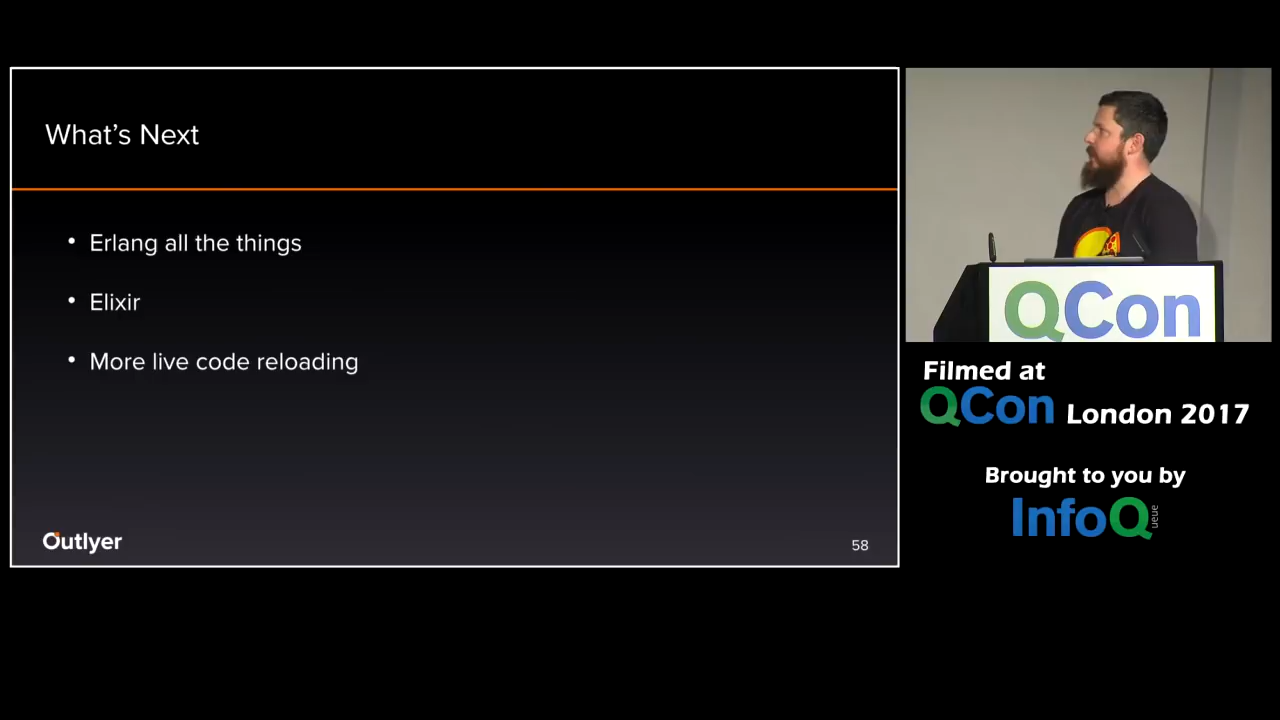 What's Next
• Erlang all the things
• Elixir
• More live code reloading
Outlyer
58
QCon
Filmed at
QCon London 2017
Brought to you by
InfoQ
ueue